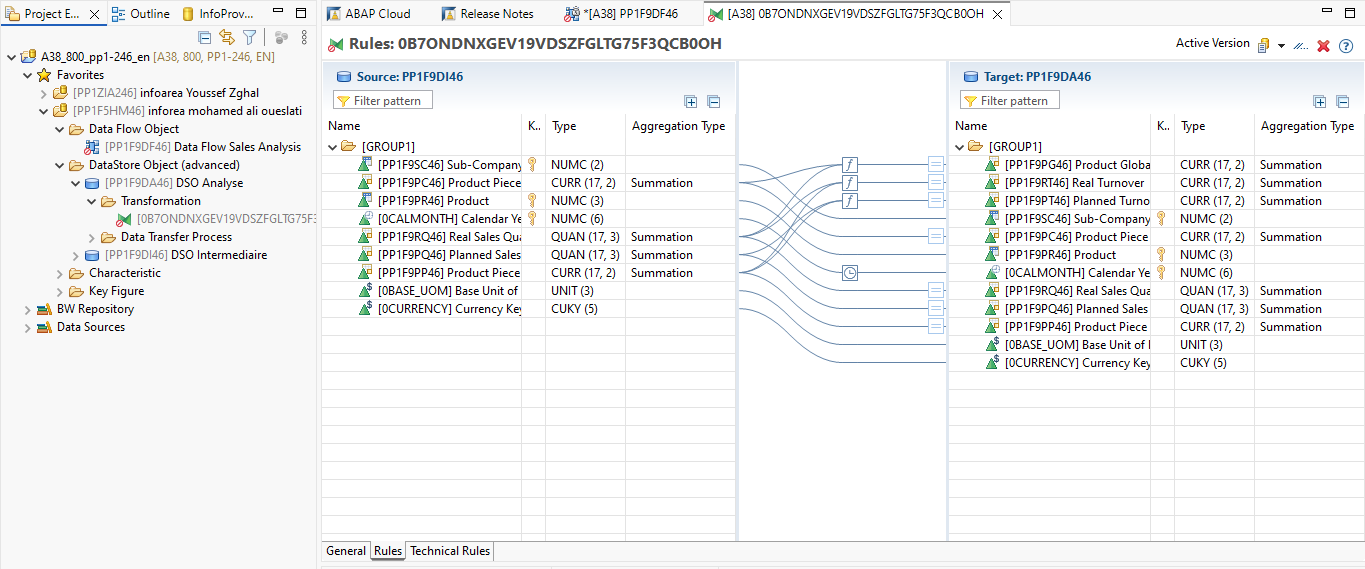 Project E...
Outline
InfoProv...
A38_800_pp1-246_en [A38, 800, PP1-246, EN]
Favorites
[PP1ZIA246] infoarea Youssef Zghal
[PP1F5HM46] inforea mohamed ali oueslati
Data Flow Object
[PP1F9DF46] Data Flow Sales Analysis
DataStore Object (advanced)
[PP1F9DA46] DSO Analyse
Transformation
[0B7ONDNXGEV19VDSZFGLTG75F3
Data Transfer Process
[PP1F9DI46] DSO Intermediaire
Characteristic
Key Figure
BW Repository
Data Sources
ABAP Cloud
Release Notes
*[A38] PP1F9DF46
[A38] 0B7ONDNXGEV19VDSZFGLTG75F3QCB0OH
Rules: 0B7ONDNXGEV19VDSZFGLTG75F3QCB0OH
Active Version
Source: PP1F9DI46
Filter pattern
Name K.. Type Aggregation Type
[GROUP1]
[PP1F9SC46] Sub-Company NUMC (2)
[PP1F9PC46] Product Piece CURR (17, 2) Summation
[PP1F9PR46] Product NUMC (3)
[0CALMONTH] Calendar Ye NUMC (6)
[PP1F9RQ46] Real Sales Qua QUAN (17, 3) Summation
[PP1F9PQ46] Planned Sales QUAN (17, 3) Summation
[PP1F9PP46] Product Piece CURR (17, 2) Summation
[0BASE_UOM] Base Unit of UNIT (3)
[0CURRENCY] Currency Key CUKY (5)
Target: PP1F9DA46
Filter pattern
Name K.. Type Aggregation Type
[GROUP1]
[PP1F9PG46] Product Globa CURR (17, 2) Summation
[PP1F9RT46] Real Turnover CURR (17, 2) Summation
[PP1F9PT46] Planned Turno CURR (17, 2) Summation
[PP1F9SC46] Sub-Company NUMC (2)
[PP1F9PC46] Product Piece CURR (17, 2) Summation
[PP1F9PR46] Product NUMC (3)
[0CALMONTH] Calendar Ye NUMC (6)
[PP1F9RQ46] Real Sales Qua QUAN (17, 3) Summation
[PP1F9PQ46] Planned Sales QUAN (17, 3) Summation
[PP1F9PP46] Product Piece CURR (17, 2) Summation
[0BASE_UOM] Base Unit of I UNIT (3)
[0CURRENCY] Currency Key CUKY (5)
General Rules Technical Rules